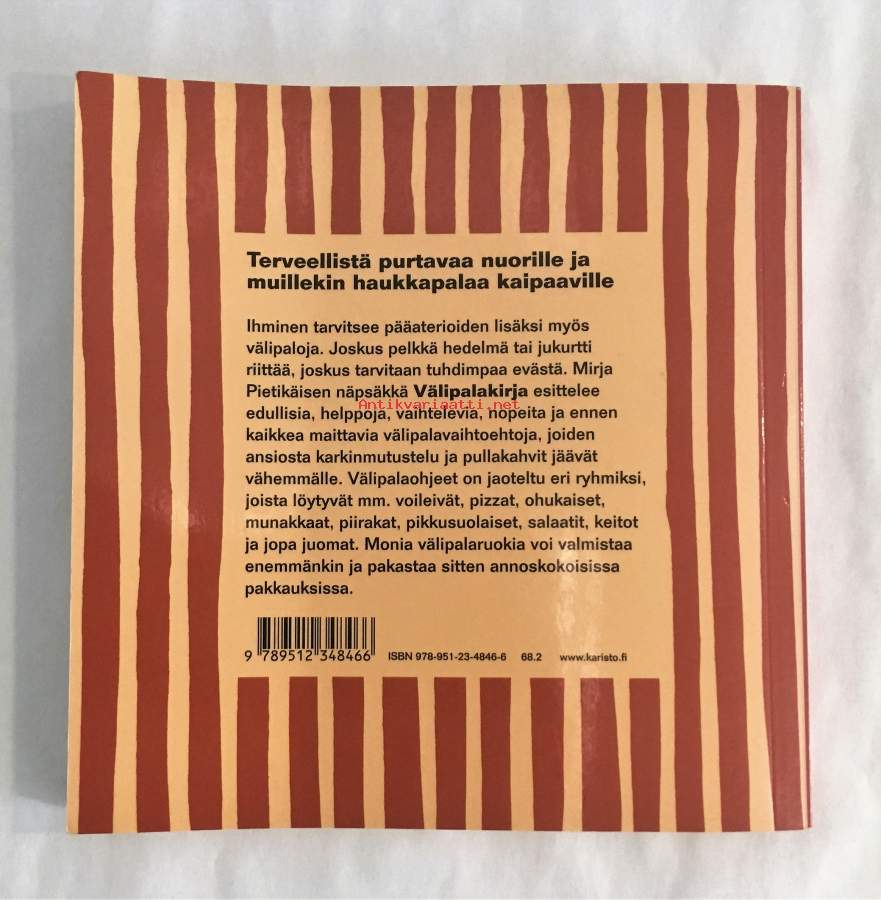 Terveellistä purtavaa nuorille ja
muillekin haukkapalaa kaipaaville
Ihminen tarvitsee pääaterioiden lisäksi myös
välipaloja. Joskus pelkkä hedelmä tai jukurtti
riittää, joskus tarvitaan tuhdimpaa evästä. Mirja
Pietikäisen näpsäkkä Välipalakirja esittelee
Antikvariaatti.net
edullisia, helppoja, vaihtelevia, nopeita ja ennen
kaikkea maittavia välipalavaihtoehtoja, joiden
ansiosta karkinmutustelu ja pullakahvit jäävät
vähemmälle. Välipalaohjeet on jaoteltu eri ryhmiksi,
joista löytyvät mm. voileivät, pizzat, ohukaiset,
munakkaat, piirakat, pikkusuolaiset, salaatit, keitot
ja jopa juomat. Monia välipalaruokia voi valmistaa
enemmänkin ja pakastaa sitten annoskokoisissa
pakkauksissa.
9 789512 348466 ISBN 978-951-23-4846-6 68.2 www.karisto.fi